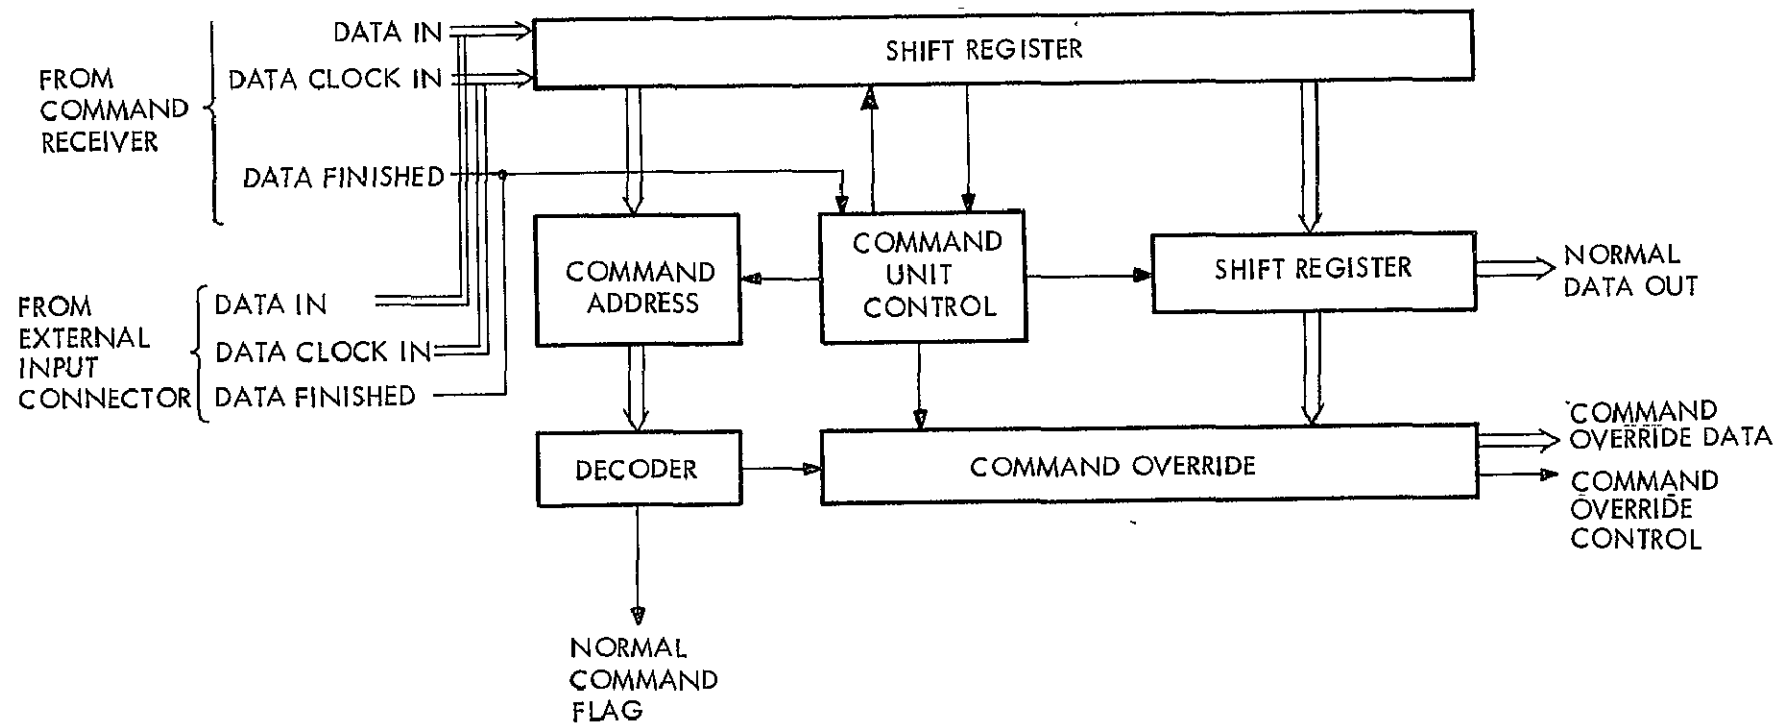 DATA IN
SHIFT REGISTER
FROM
COMMAND
RECEIVER
DATA CLOCK IN
DATA FINISHED
COMMAND
ADDRESS
COMMAND
UNIT
CONTROL
SHIFT REGISTER
NORMAL
DATA OUT
FROM
EXTERNAL
INPUT
CONNECTOR
DATA IN
DATA CLOCK IN
DATA FINISHED
DECODER
COMMAND OVERRIDE
COMMAND
OVERRIDE DATA
COMMAND
OVERRIDE
CONTROL
NORMAL
COMMAND
FLAG